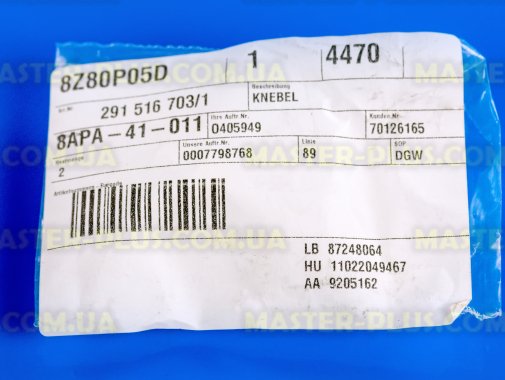 8Z80P05D 1 4470
291 516 703/1 Beschreibung KNEBEL
8APA-41-011 Ihre Auftr Nr. 0405949 Kunden Nr. 70126165
2 Unsere Auftr Nr. 0007798768 Linie 89 SOP DGW
LB 87248064
HU 11022049467
AA 9205162
MASTER-PLUS.COM.UA